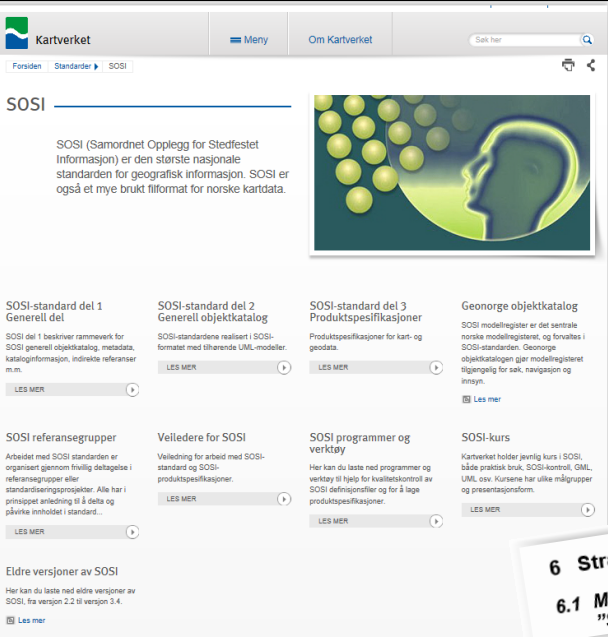 Kartverket
Meny
Om Kartverket
Søk her
Forsiden Standarder SOSI
SOSI
SOSI (Samordnet Opplegg for Stedfestet
Informasjon) er den største nasjonale
standarden for geografisk informasjon. SOSI er
også et mye brukt filformat for norske kartdata.
SOSI-standard del 1
Generell del
SOSI del 1 beskriver rammeverk for
SOSI generell objektkatalog, metadata,
kataloginformasjon, indirekte referanser
m.m.
LES MER
SOSI-standard del 2
Generell objektkatalog
SOSI-standardene realisert i SOSI-
formatet med tilhørende UML-modeller.
LES MER
SOSI-standard del 3
Produktspesifikasjoner
Produktspesifikasjoner for kart- og
geodata.
LES MER
Geonorge objektkatalog
SOSI modellregister er det sentrale
norske modellregisteret, og forvaltes i
SOSI-standarden. Geonorge
objektkatalogen gjør modellregisteret
tilgjengelig for søk, navigasjon og
innsyn.
Les mer
SOSI referansegrupper
Arbeidet med SOSI standarden er
organisert gjennom frivillig deltagelse i
referansegrupper eller
standardiseringsprosjekter. Alle har i
prinsippet anledning til å delta og
påvirke innholdet i standard...
LES MER
Veiledere for SOSI
Veiledning for arbeid med SOSI-
standard og SOSI-
produktspesifikasjoner.
LES MER
SOSI programmer og
verktøy
Her kan du laste ned programmer og
verktøy til hjelp for kvalitetskontroll av
SOSI definisjonsfiler og for å lage
produktspesifikasjoner.
LES MER
SOSI-kurs
Kartverket holder jevnlig kurs i SOSI,
både praktisk bruk, SOSI-kontroll, GML,
UML osv. Kursene har ulike målgrupper
og presentasjonsform.
LES MER
Eldre versjoner av SOSI
Her kan du laste ned eldre versjoner av
SOSI, fra versjon 2.2 til versjon 3.4.
Les mer
6 Str
6.1 M